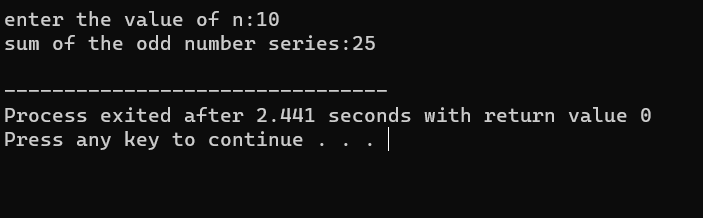 enter the value of n:10
sum of the odd number series:25
--------------------------------
Process exited after 2.441 seconds with return value 0
Press any key to continue . . .